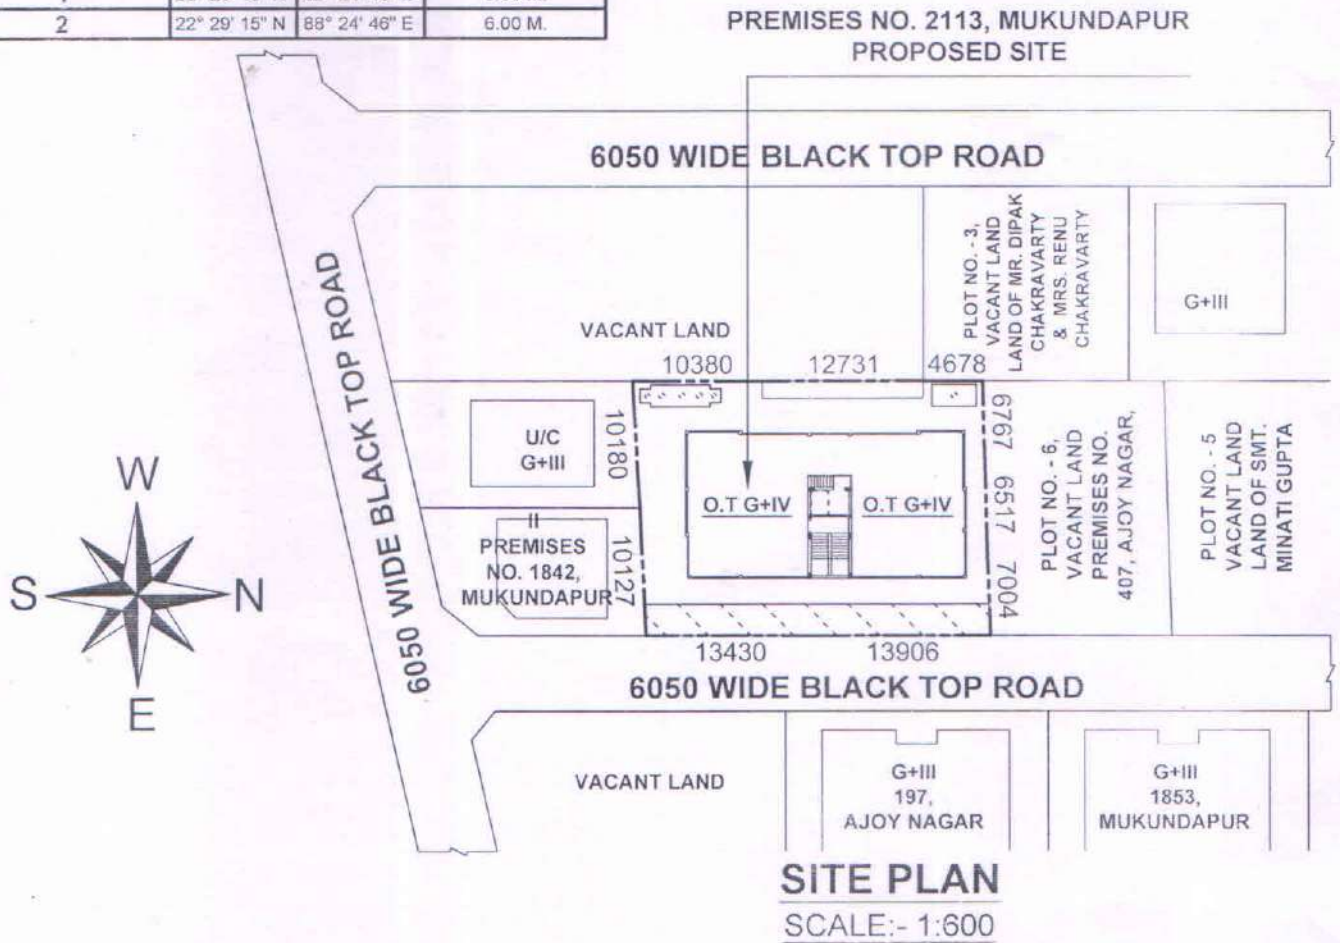 2 22° 29' 15" N 88° 24' 46" E 6.00 M.
PREMISES NO. 2113, MUKUNDAPUR
PROPOSED SITE
6050 WIDE BLACK TOP ROAD
6050 WIDE BLACK TOP ROAD
PLOT NO. - 3,
VACANT LAND
LAND OF MR. DIPAK
CHAKRAVARTY
& MRS. RENU
CHAKRAVARTY
G+III
VACANT LAND
10380 12731 4678
U/C
G+III
10180
O.T G+IV
O.T G+IV
6767 6517 7004
PLOT NO. - 6,
VACANT LAND
PREMISES NO.
407, AJOY NAGAR,
PLOT NO. - 5
VACANT LAND
LAND OF SMT.
MINATI GUPTA
II
PREMISES
NO. 1842,
MUKUNDAPUR
10127
W
S N
E
13430 13906
6050 WIDE BLACK TOP ROAD
VACANT LAND
G+III
197,
AJOY NAGAR
G+III
1853,
MUKUNDAPUR
SITE PLAN
SCALE:- 1:600